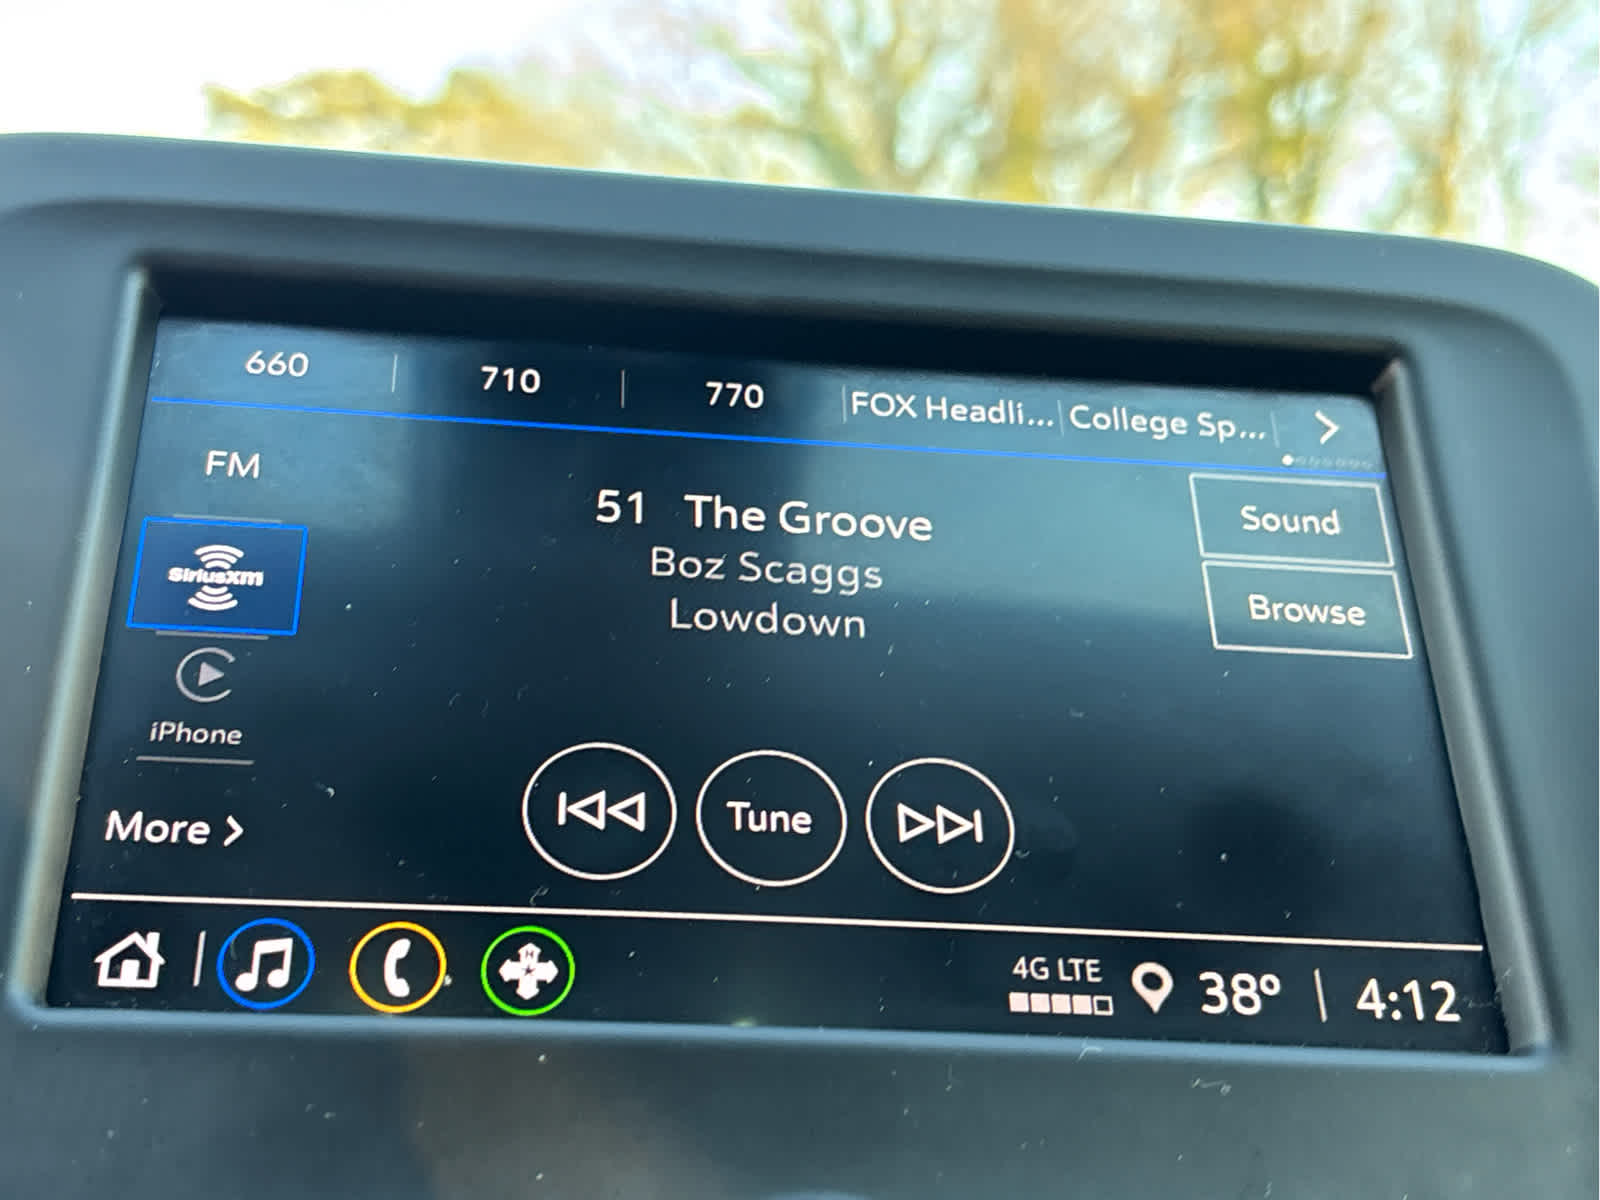 660 | 710 | 770 | FOX Headli... | College Sp...
FM
51 The Groove
Boz Scaggs
Lowdown
Sound
Browse
SiriusXm
iPhone
More
Tune
4G LTE
38° | 4:12